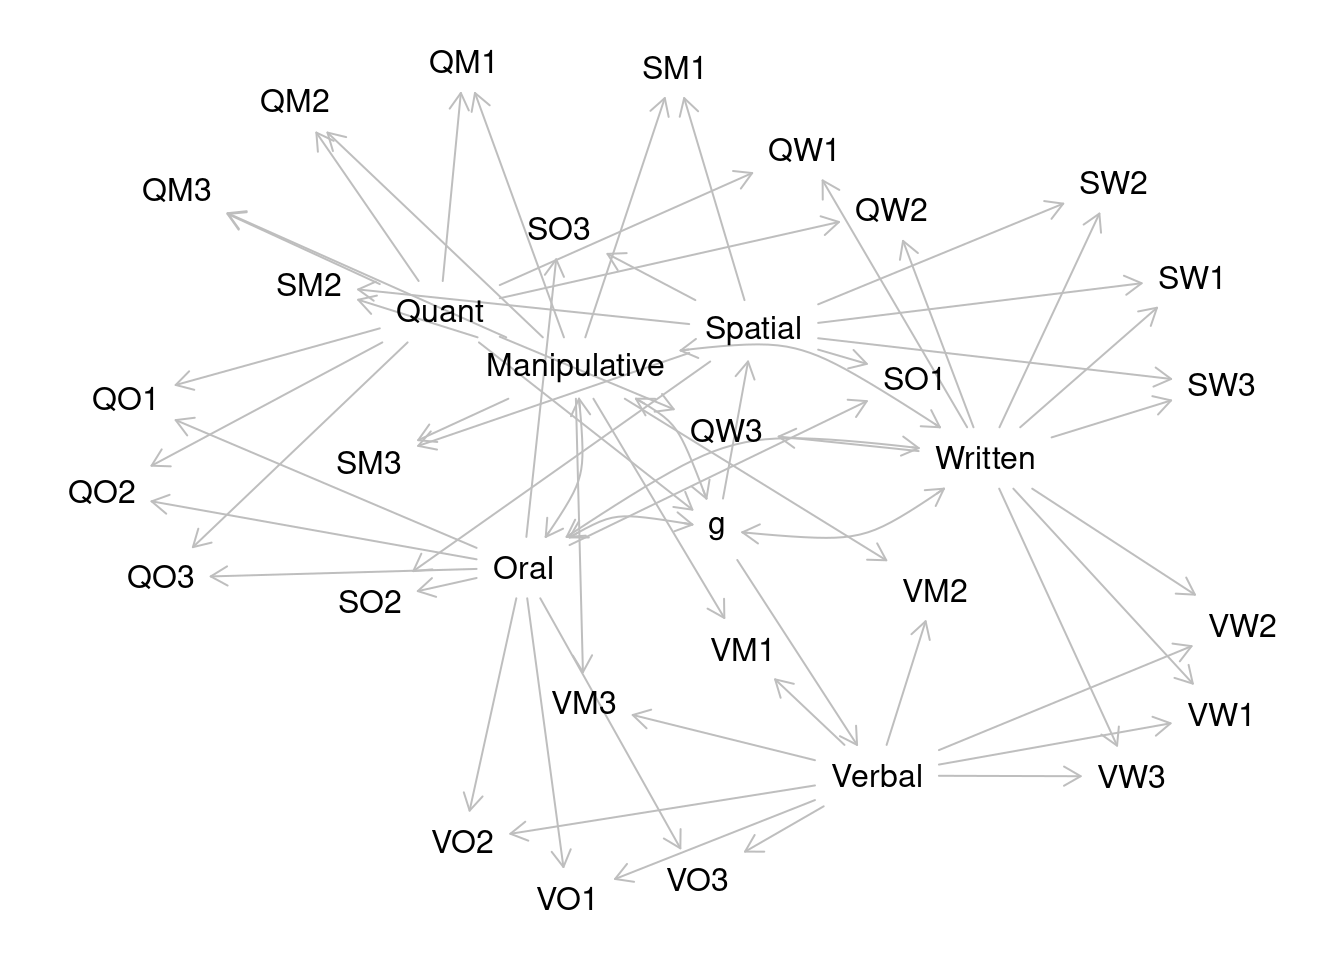 QM1
SM1
QM2
QW1
SW2
QM3
QW2
SO3
SW1
SM2
Quant
Spatial
Manipulative
SO1
SW3
QO1
QW3
Written
SM3
QO2
g
Oral
QO3
VM2
SO2
VW2
VM1
VM3
VW1
Verbal
VW3
VO2
VO3
VO1